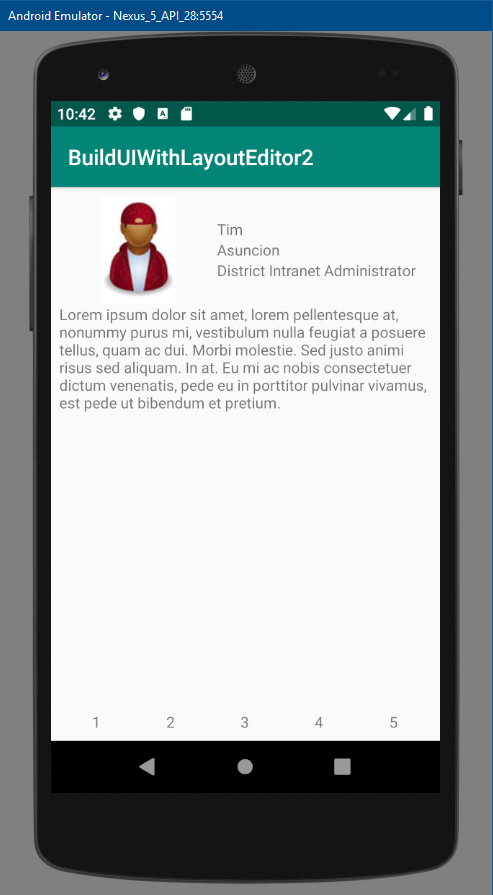 Android Emulator - Nexus_5_API_28:5554
10:42
BuildUIWithLayoutEditor2
Tim
Asuncion
District Intranet Administrator
Lorem ipsum dolor sit amet, lorem pellentesque at,
nonummy purus mi, vestibulum nulla feugiat a posuere
tellus, quam ac dui. Morbi molestie. Sed justo animi
risus sed aliquam. In at. Eu mi ac nobis consectetuer
dictum venenatis, pede eu in porttitor pulvinar vivamus,
est pede ut bibendum et pretium.
1 2 3 4 5